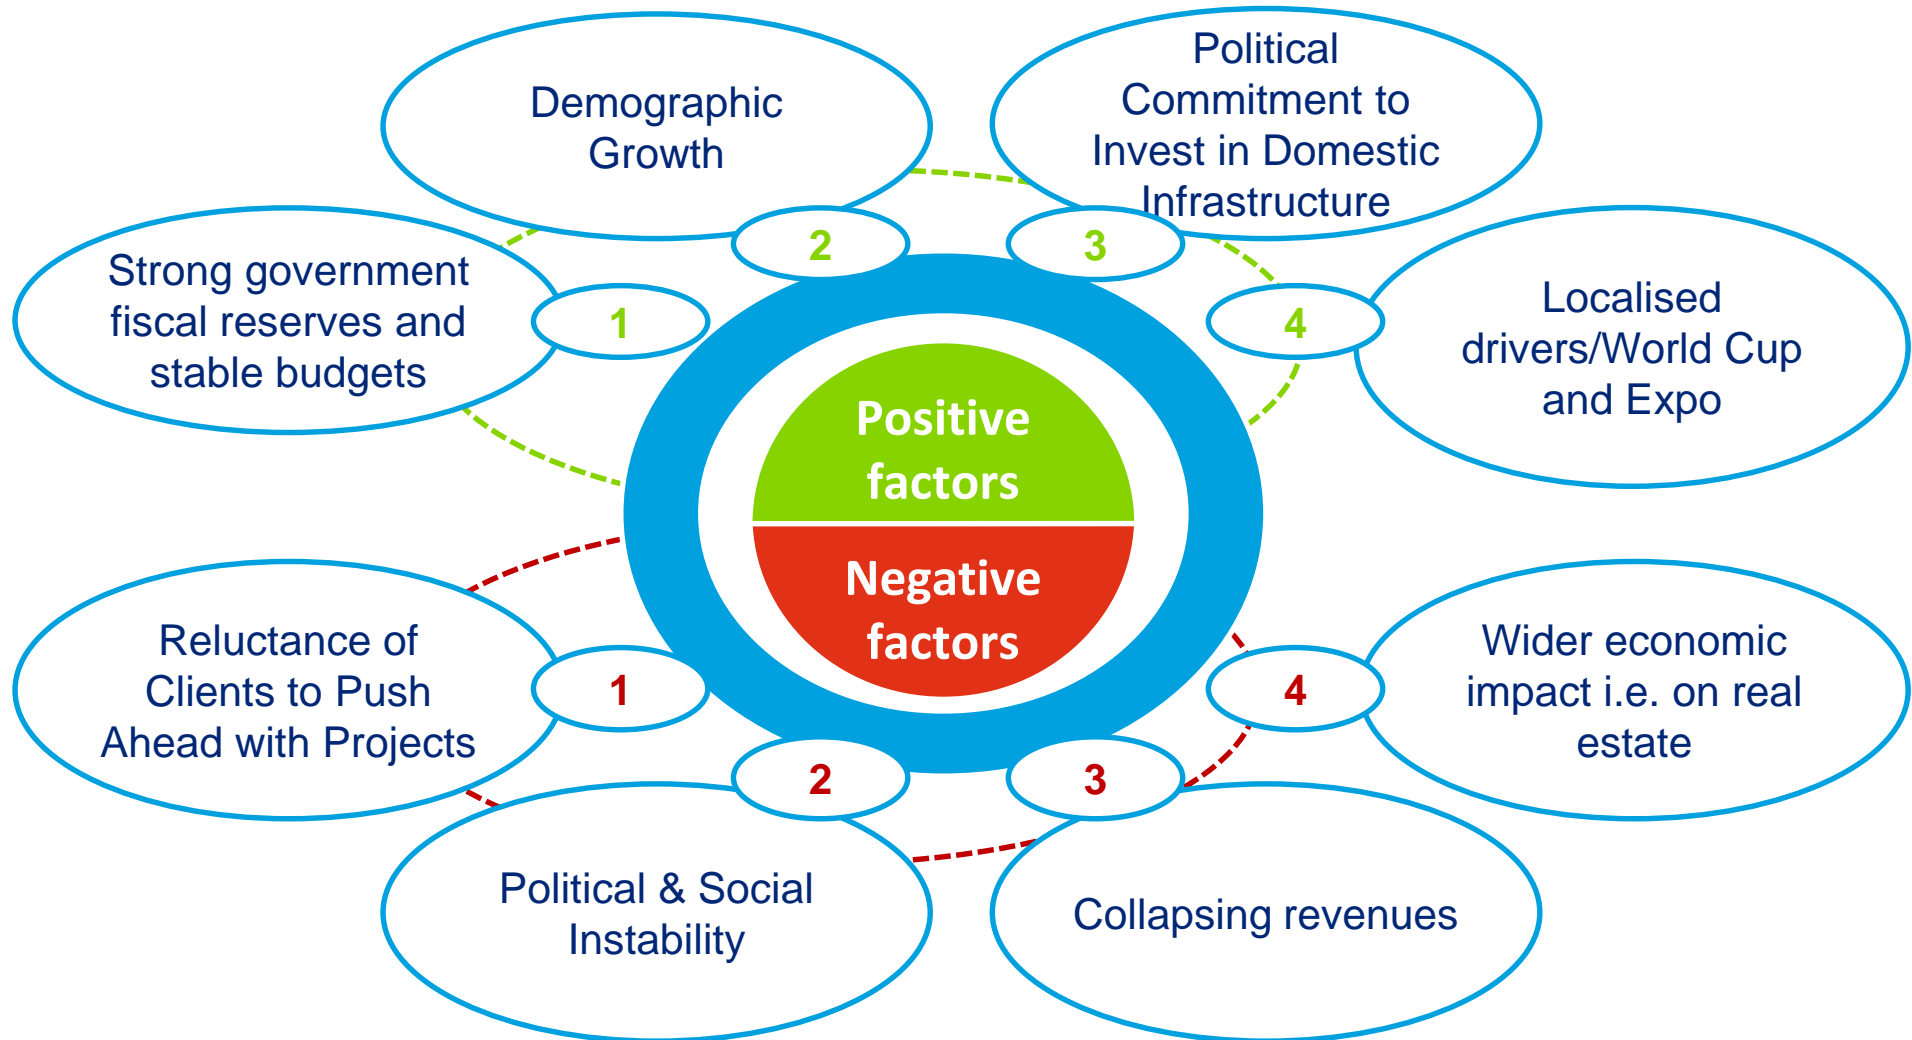 Political
Commitment to
Invest in Domestic
Infrastructure
Demographic
Growth
2
3
Strong government
fiscal reserves and
stable budgets
1
4
Localised
drivers/World Cup
and Expo
Positive
factors
Negative
factors
Reluctance of
Clients to Push
Ahead with Projects
1
4
Wider economic
impact i.e. on real
estate
2
3
Political & Social
Instability
Collapsing revenues